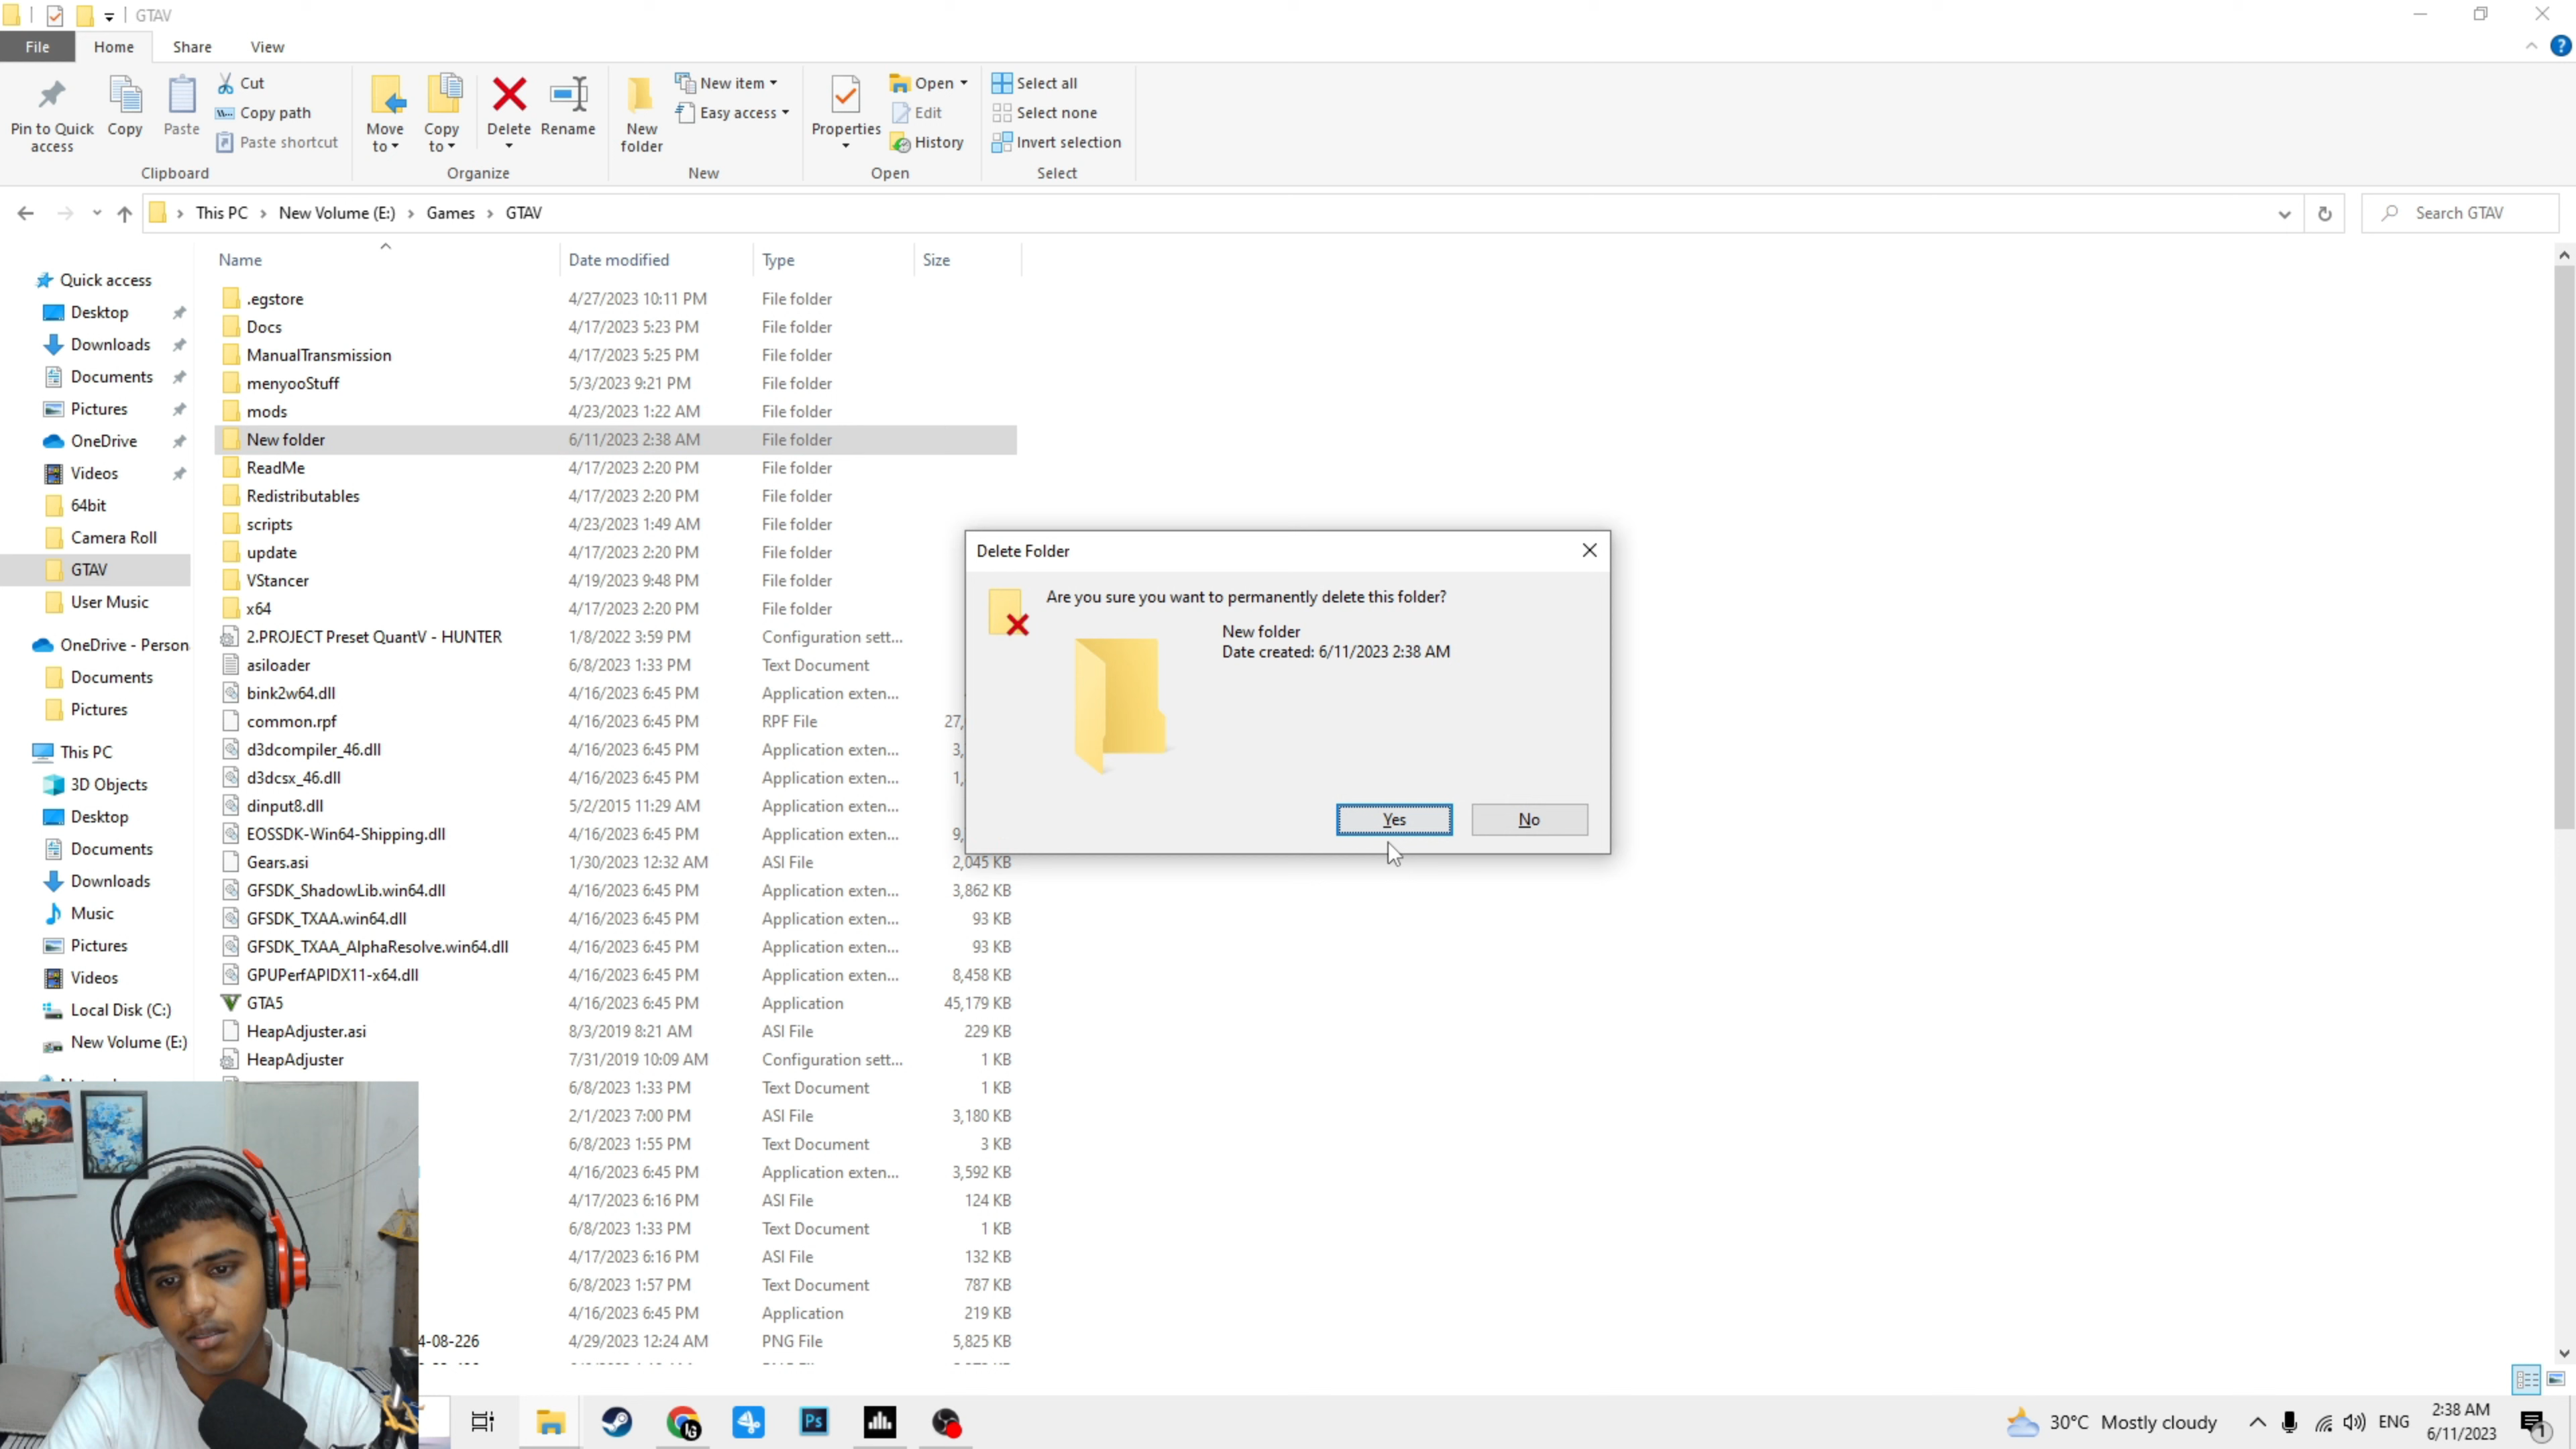 GTAV
File Home Share View
Pin to Quick access
Copy
Paste
Cut
Copy path
Paste shortcut
Clipboard
Move to
Copy to
Delete
Rename
Organize
New folder
New item
Easy access
New
Properties
Open
Edit
History
Open
Select all
Select none
Invert selection
Select
This PC > New Volume (E:) > Games > GTAV
Search GTAV
Name Date modified Type Size
Quick access
Desktop
Downloads
Documents
Pictures
OneDrive
Videos
64bit
Camera Roll
GTAV
User Music
OneDrive - Person
Documents
Pictures
This PC
3D Objects
Desktop
Documents
Downloads
Music
Pictures
Videos
Local Disk (C:)
New Volume (E:)
.egstore 4/27/2023 10:11 PM File folder
Docs 4/17/2023 5:23 PM File folder
ManualTransmission 4/17/2023 5:25 PM File folder
menyooStuff 5/3/2023 9:21 PM File folder
mods 4/23/2023 1:22 AM File folder
New folder 6/11/2023 2:38 AM File folder
ReadMe 4/17/2023 2:20 PM File folder
Redistributables 4/17/2023 2:20 PM File folder
scripts 4/23/2023 1:49 AM File folder
update 4/17/2023 2:20 PM File folder
VStancer 4/19/2023 9:48 PM File folder
x64 4/17/2023 2:20 PM File folder
2.PROJECT Preset QuantV - HUNTER 1/8/2022 3:59 PM Configuration sett...
asiloader 6/8/2023 1:33 PM Text Document
bink2w64.dll 4/16/2023 6:45 PM Application exten...
common.rpf 4/16/2023 6:45 PM RPF File 27,
d3dcompiler_46.dll 4/16/2023 6:45 PM Application exten... 3,
d3dcsx_46.dll 4/16/2023 6:45 PM Application exten... 1,
dinput8.dll 5/2/2015 11:29 AM Application exten...
EOSSDK-Win64-Shipping.dll 4/16/2023 6:45 PM Application exten... 9,
Gears.asi 1/30/2023 12:32 AM ASI File 2,045 KB
GFSDK_ShadowLib.win64.dll 4/16/2023 6:45 PM Application exten... 3,862 KB
GFSDK_TXAA.win64.dll 4/16/2023 6:45 PM Application exten... 93 KB
GFSDK_TXAA_AlphaResolve.win64.dll 4/16/2023 6:45 PM Application exten... 93 KB
GPUPerfAPIDX11-x64.dll 4/16/2023 6:45 PM Application exten... 8,458 KB
GTA5 4/16/2023 6:45 PM Application 45,179 KB
HeapAdjuster.asi 8/3/2019 8:21 AM ASI File 229 KB
HeapAdjuster 7/31/2019 10:09 AM Configuration sett... 1 KB
6/8/2023 1:33 PM Text Document 1 KB
2/1/2023 7:00 PM ASI File 3,180 KB
6/8/2023 1:55 PM Text Document 3 KB
4/16/2023 6:45 PM Application exten... 3,592 KB
4/17/2023 6:16 PM ASI File 124 KB
6/8/2023 1:33 PM Text Document 1 KB
4/17/2023 6:16 PM ASI File 132 KB
6/8/2023 1:57 PM Text Document 787 KB
4/16/2023 6:45 PM Application 219 KB
4-08-226 4/29/2023 12:24 AM PNG File 5,825 KB
Delete Folder
Are you sure you want to permanently delete this folder?
New folder
Date created: 6/11/2023 2:38 AM
Yes No
Ps
30°C Mostly cloudy
ENG
2:38 AM
6/11/2023
1